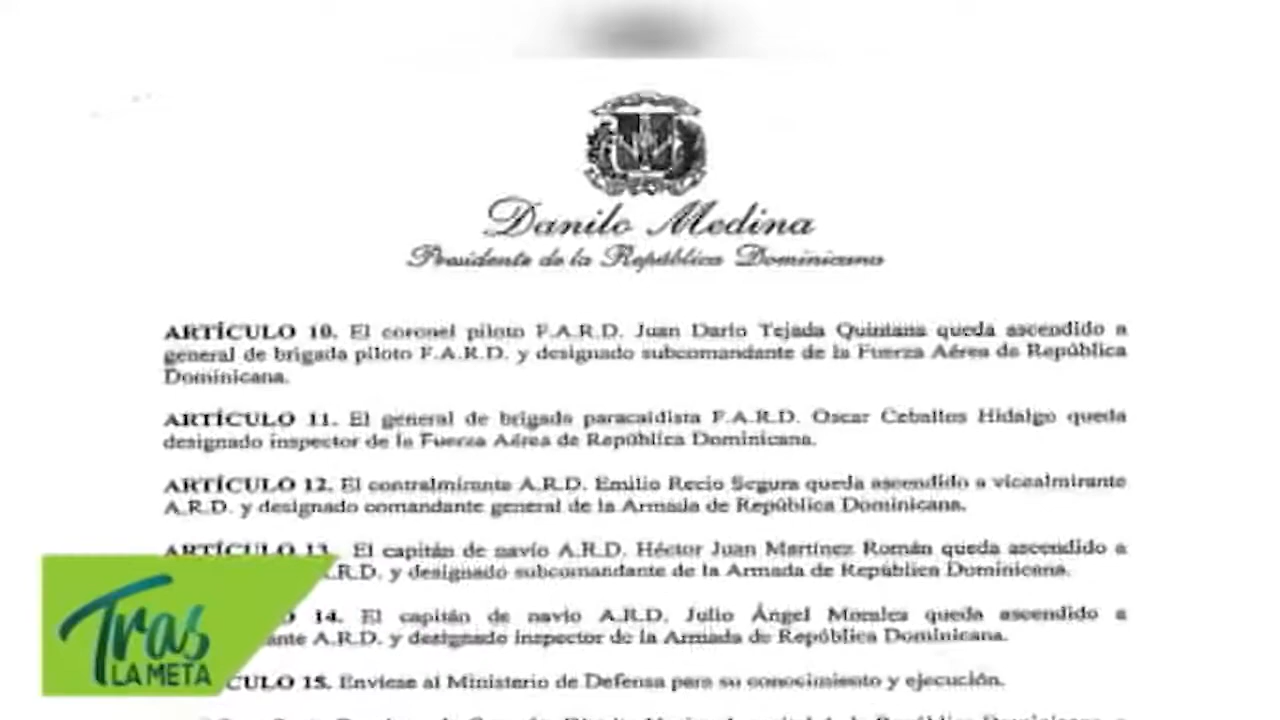 Danilo Medina
Presidente de la República Dominicana
ARTÍCULO 10. El coronel piloto F.A.R.D. Juan Darío Tejada Quintana queda ascendido a
general de brigada piloto F.A.R.D. y designado subcomandante de la Fuerza Aérea de República
Dominicana.
ARTÍCULO 11. El general de brigada paracaidista F.A.R.D. Oscar Ceballos Hidalgo queda
designado inspector de la Fuerza Aérea de República Dominicana.
ARTÍCULO 12. El contralmirante A.R.D. Emilio Recio Segura queda ascendido a vicealmirante
A.R.D. y designado comandante general de la Armada de República Dominicana.
ARTÍCULO 13. El capitán de navío A.R.D. Héctor Juan Martínez Román queda ascendido a
.R.D. y designado subcomandante de la Armada de República Dominicana.
O 14. El capitán de navío A.R.D. Julio Ángel Morales queda ascendido a
ante A.R.D. y designado inspector de la Armada de República Dominicana.
CULO 15. Envíese al Ministerio de Defensa para su conocimiento y ejecución.
Tras
LA META